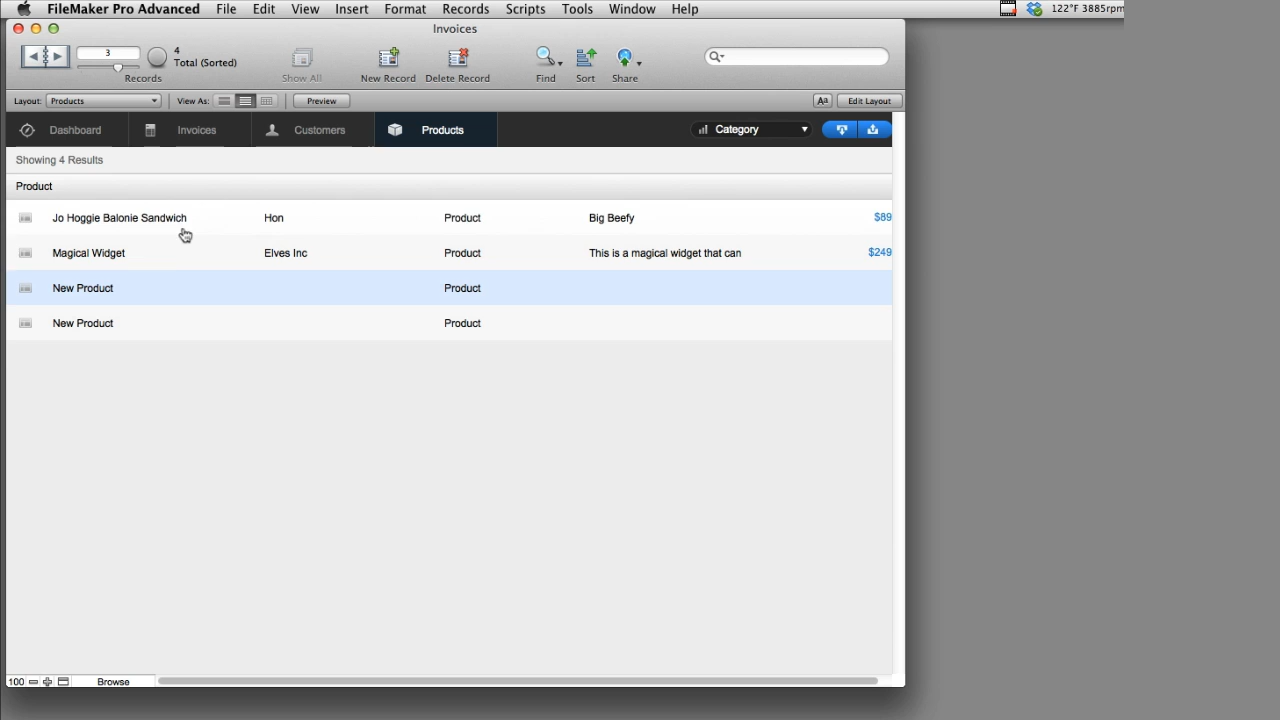 FileMaker Pro Advanced File Edit View Insert Format Records Scripts Tools Window Help 122°F 3885rpm
Invoices
3 4
Total (Sorted)
Records Show All New Record Delete Record Find Sort Share
Layout: Products View As: Preview Aa Edit Layout
Dashboard Invoices Customers Products Category
Showing 4 Results
Product
Jo Hoggie Balonie Sandwich Hon Product Big Beefy $89
Magical Widget Elves Inc Product This is a magical widget that can $249
New Product Product
New Product Product
100 Browse